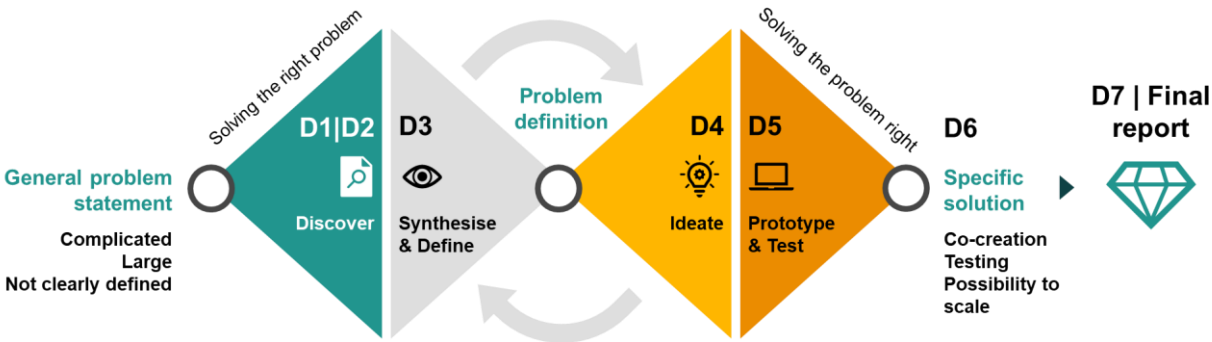 Solving the right problem
Solving the problem right
General problem
statement
Complicated
Large
Not clearly defined
D1|D2
Discover
D3
Synthesise
& Define
Problem
definition
D4
Ideate
D5
Prototype
& Test
D6
Specific
solution
Co-creation
Testing
Possibility to
scale
D7 | Final
report